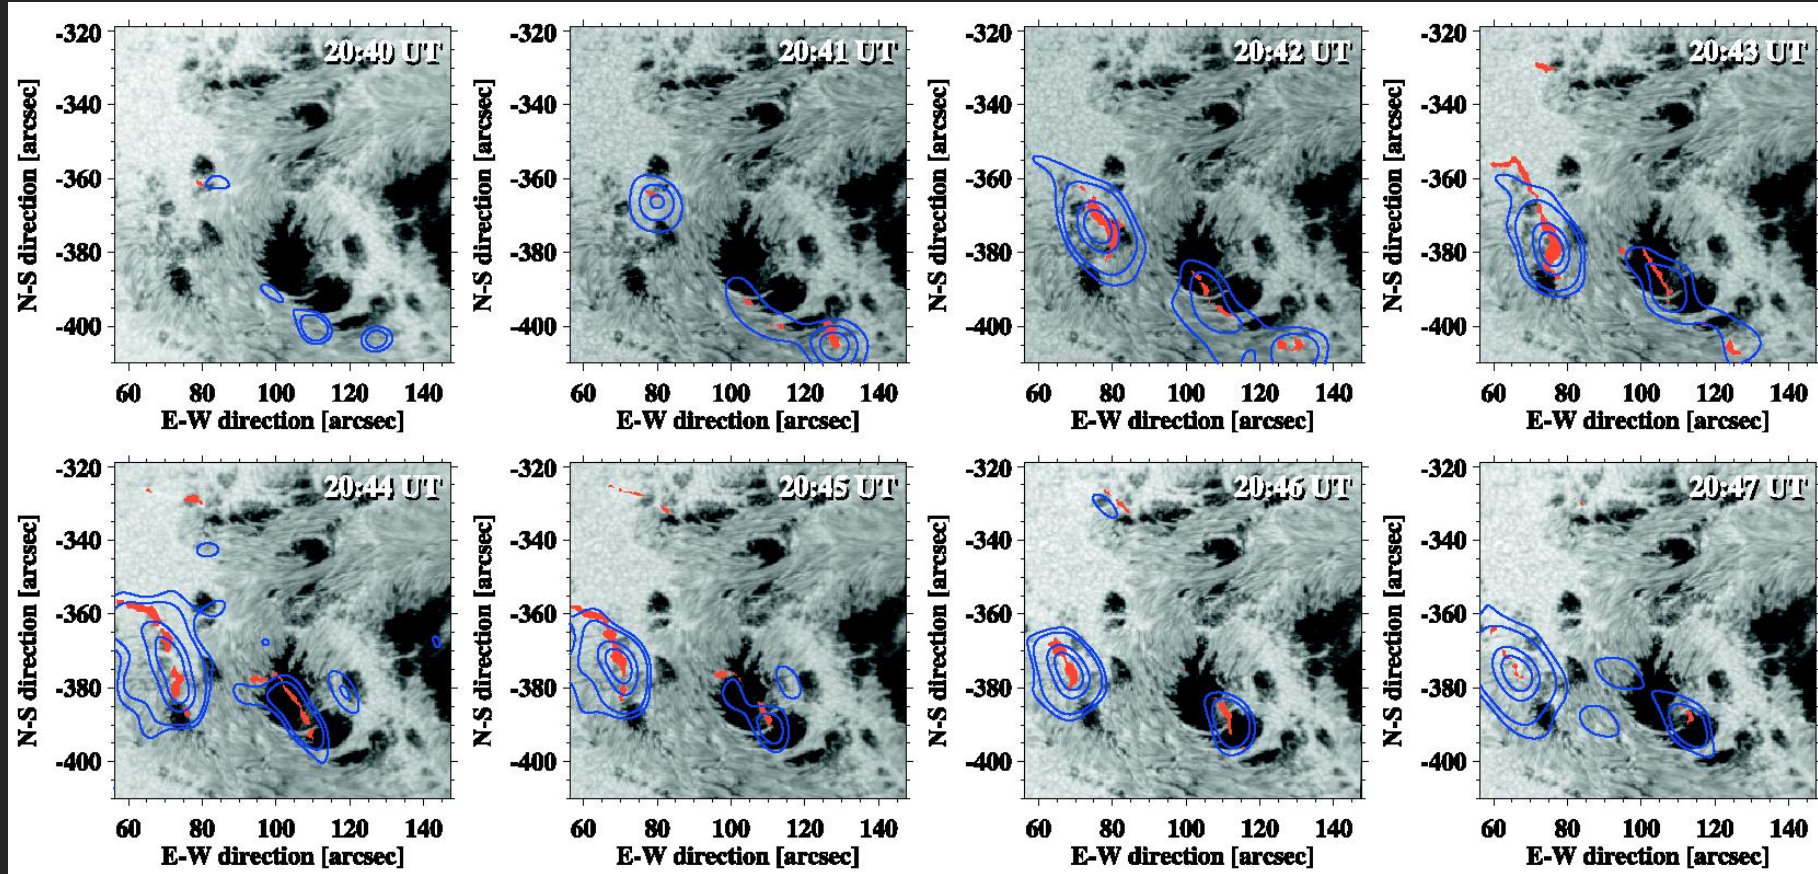 20:40 UT
-320
-340
-360
-380
-400
N-S direction [arcsec]
60 80 100 120 140
E-W direction [arcsec]
20:41 UT
-320
-340
-360
-380
-400
N-S direction [arcsec]
60 80 100 120 140
E-W direction [arcsec]
20:42 UT
-320
-340
-360
-380
-400
N-S direction [arcsec]
60 80 100 120 140
E-W direction [arcsec]
20:43 UT
-320
-340
-360
-380
-400
N-S direction [arcsec]
60 80 100 120 140
E-W direction [arcsec]
20:44 UT
-320
-340
-360
-380
-400
N-S direction [arcsec]
60 80 100 120 140
E-W direction [arcsec]
20:45 UT
-320
-340
-360
-380
-400
N-S direction [arcsec]
60 80 100 120 140
E-W direction [arcsec]
20:46 UT
-320
-340
-360
-380
-400
N-S direction [arcsec]
60 80 100 120 140
E-W direction [arcsec]
20:47 UT
-320
-340
-360
-380
-400
N-S direction [arcsec]
60 80 100 120 140
E-W direction [arcsec]